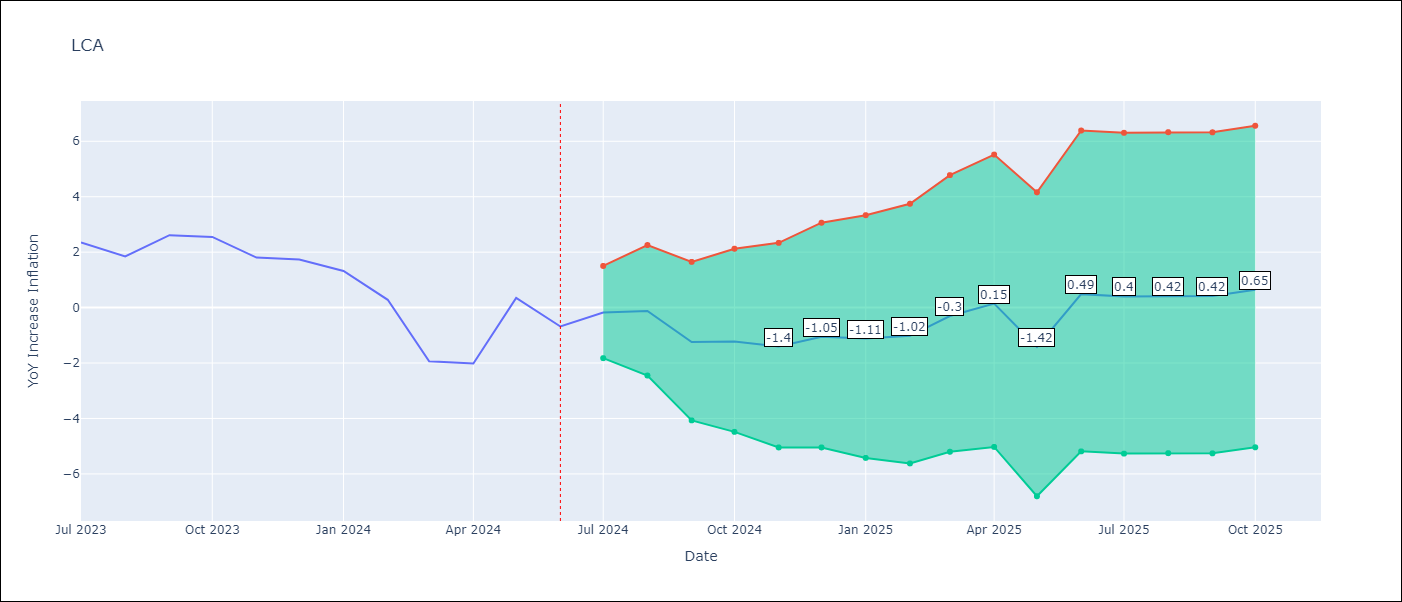 LCA
YoY Increase Inflation
6
4
2
0
−2
−4
−6
-1.4
-1.05
-1.11
-1.02
-0.3
0.15
-1.42
0.49
0.4
0.42
0.42
0.65
Jul 2023
Oct 2023
Jan 2024
Apr 2024
Jul 2024
Oct 2024
Jan 2025
Apr 2025
Jul 2025
Oct 2025
Date